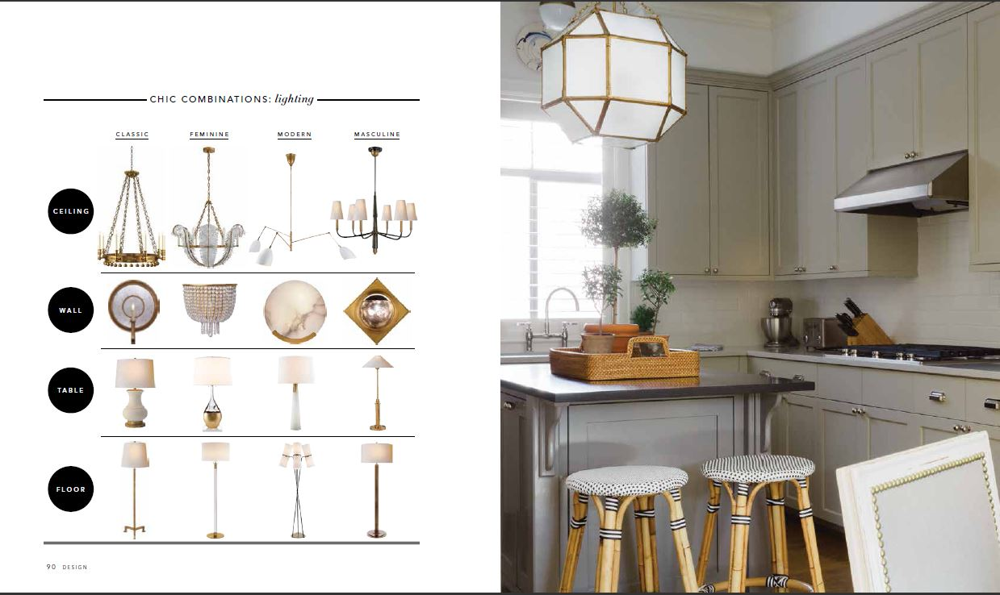 CHIC COMBINATIONS: lighting
CLASSIC FEMININE MODERN MASCULINE
CEILING
WALL
TABLE
FLOOR
90 DESIGN